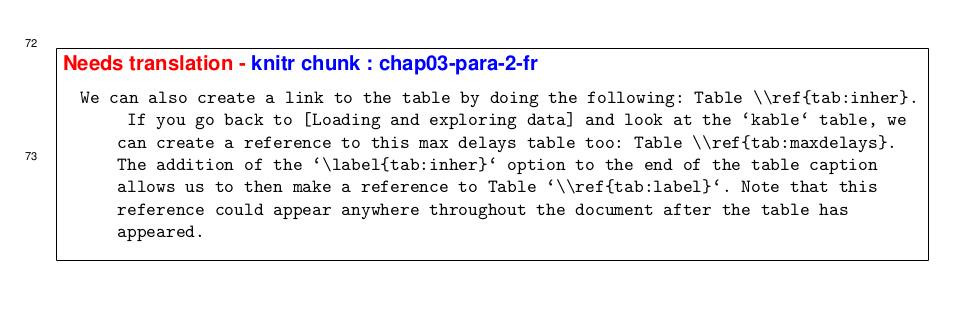 72
Needs translation - knitr chunk : chap03-para-2-fr
We can also create a link to the table by doing the following: Table \\ref{tab:inher}.
If you go back to [Loading and exploring data] and look at the ‘kable‘ table, we
can create a reference to this max delays table too: Table \\ref{tab:maxdelays}.
73
The addition of the ‘\label{tab:inher}‘ option to the end of the table caption
allows us to then make a reference to Table ‘\\ref{tab:label}‘. Note that this
reference could appear anywhere throughout the document after the table has
appeared.